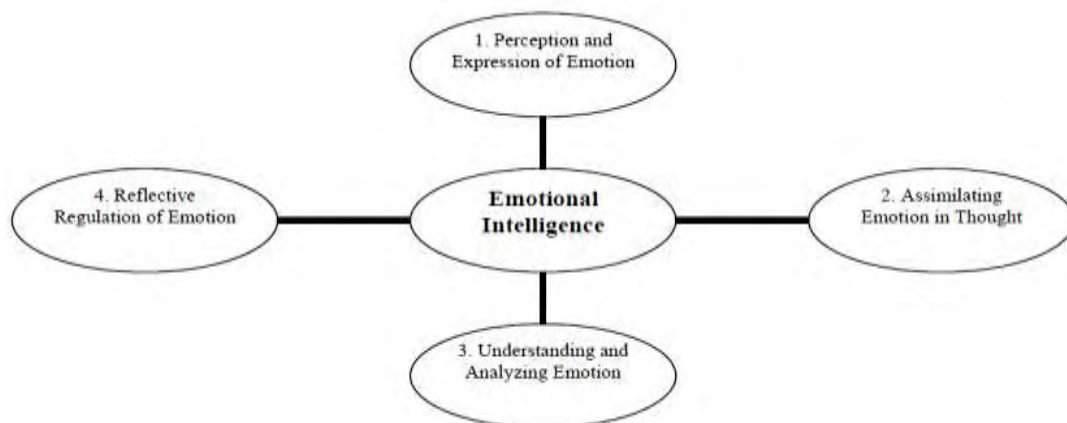 1. Perception and
Expression of Emotion
4. Reflective
Regulation of Emotion
Emotional
Intelligence
2. Assimilating
Emotion in Thought
3. Understanding and
Analyzing Emotion